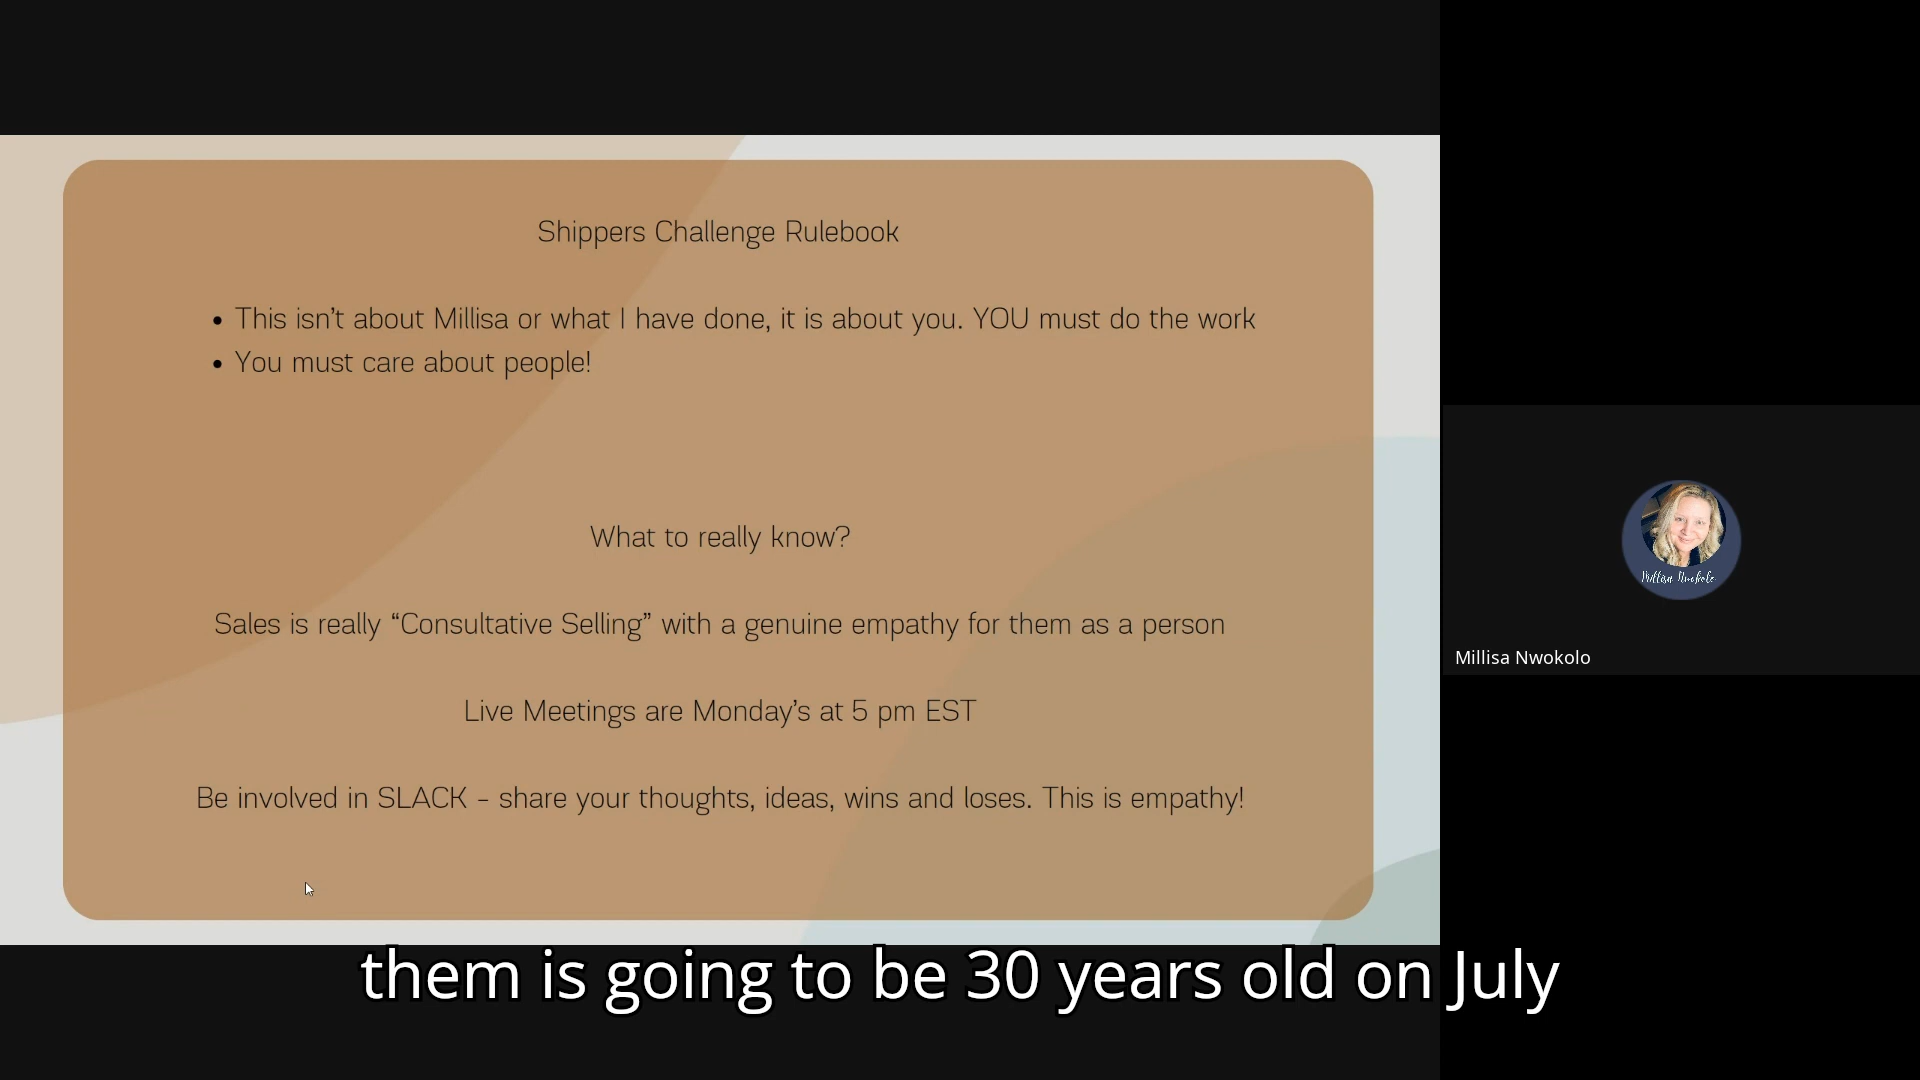 Shippers Challenge Rulebook
• This isn't about Millisa or what I have done, it is about you. YOU must do the work
• You must care about people!
What to really know?
Sales is really “Consultative Selling” with a genuine empathy for them as a person
Live Meetings are Monday's at 5 pm EST
Be involved in SLACK - share your thoughts, ideas, wins and loses. This is empathy!
Millisa Nwokolo
Millisa Nwokolo
them is going to be 30 years old on July